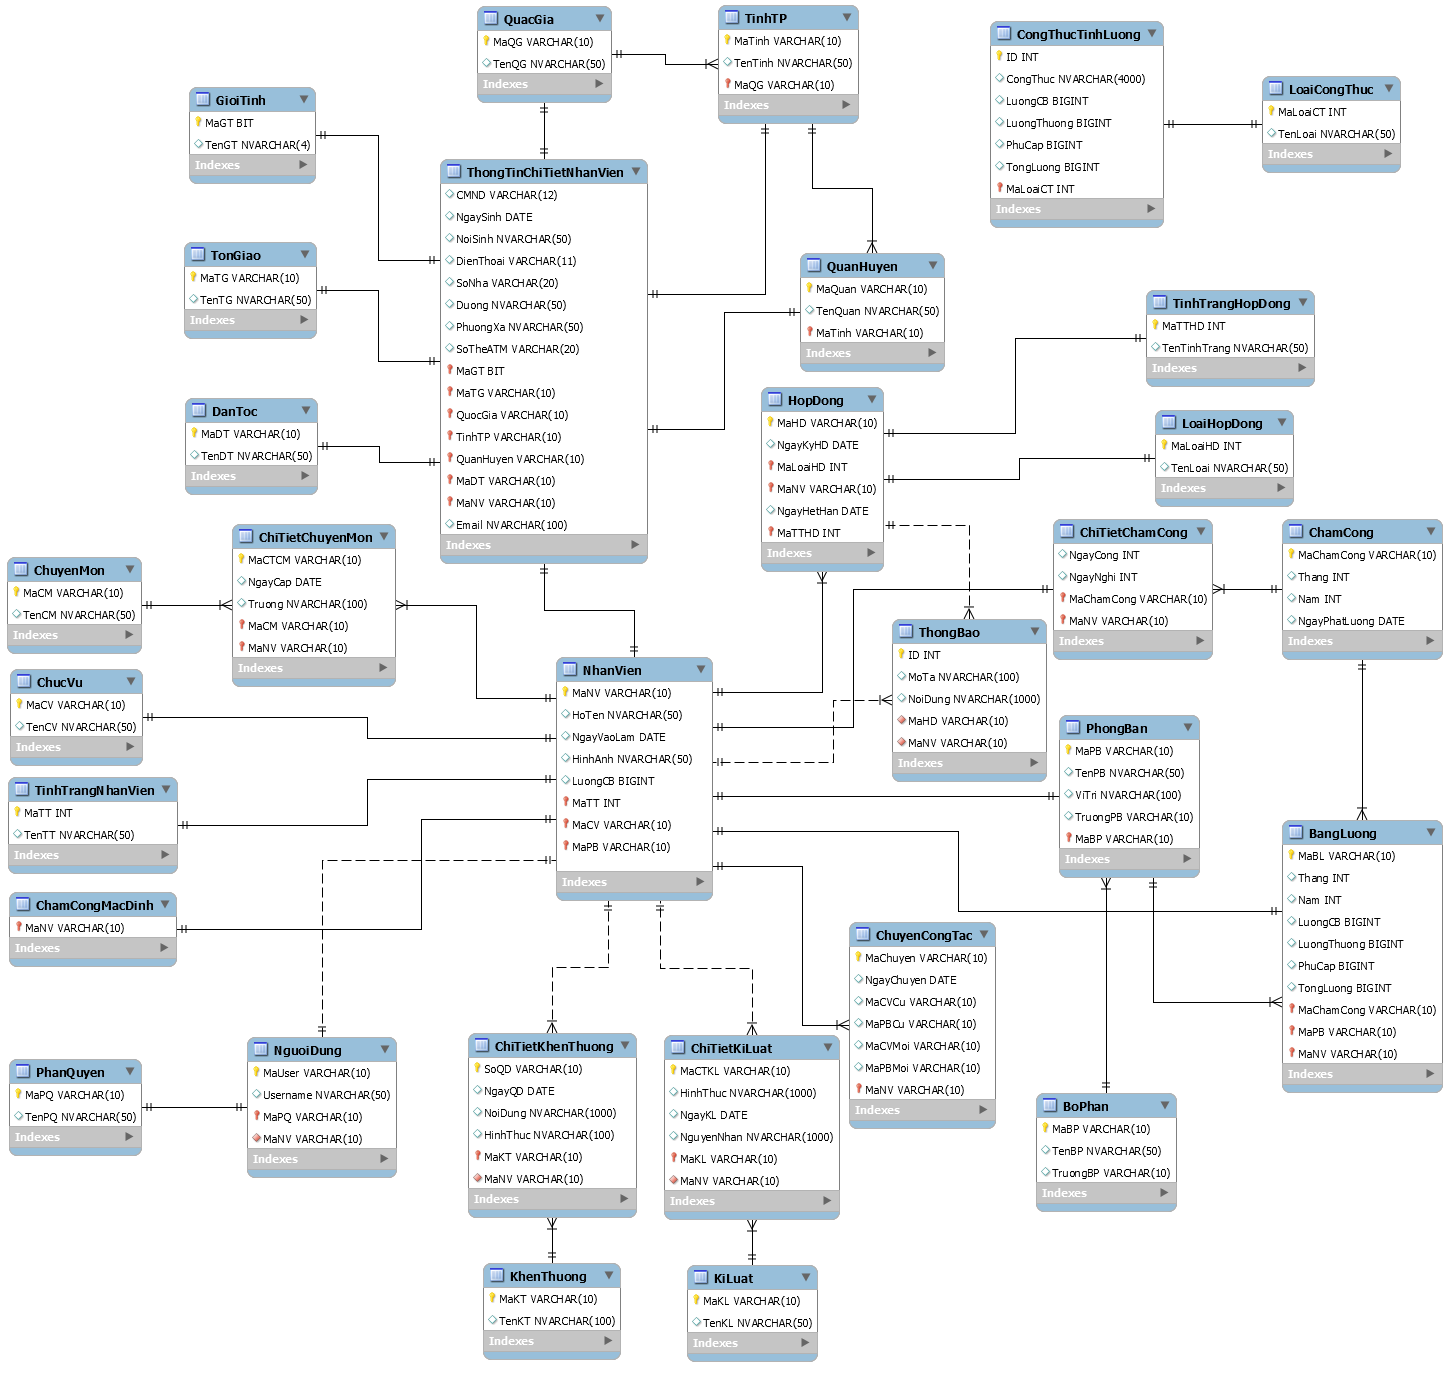 QuacGia
MaQG VARCHAR(10)
TenQG NVARCHAR(50)
Indexes
TinhTP
MaTinh VARCHAR(10)
TenTinh NVARCHAR(50)
MaQG VARCHAR(10)
Indexes
CongThucTinhLuong
ID INT
CongThuc NVARCHAR(4000)
LuongCB BIGINT
LuongThuong BIGINT
PhuCap BIGINT
TongLuong BIGINT
MaLoaiCT INT
Indexes
LoaiCongThuc
MaLoaiCT INT
TenLoai NVARCHAR(50)
Indexes
GioiTinh
MaGT BIT
TenGT NVARCHAR(4)
Indexes
ThongTinChiTietNhanVien
CMND VARCHAR(12)
NgaySinh DATE
NoiSinh NVARCHAR(50)
DienThoai VARCHAR(11)
SoNha VARCHAR(20)
Duong NVARCHAR(50)
PhuongXa NVARCHAR(50)
SoTheATM VARCHAR(20)
MaGT BIT
MaTG VARCHAR(10)
QuocGia VARCHAR(10)
TinhTP VARCHAR(10)
QuanHuyen VARCHAR(10)
MaDT VARCHAR(10)
MaNV VARCHAR(10)
Email NVARCHAR(100)
Indexes
TonGiao
MaTG VARCHAR(10)
TenTG NVARCHAR(50)
Indexes
QuanHuyen
MaQuan VARCHAR(10)
TenQuan NVARCHAR(50)
MaTinh VARCHAR(10)
Indexes
TinhTrangHopDong
MaTTHD INT
TenTinhTrang NVARCHAR(50)
Indexes
DanToc
MaDT VARCHAR(10)
TenDT NVARCHAR(50)
Indexes
HopDong
MaHD VARCHAR(10)
NgayKyHD DATE
MaLoaiHD INT
MaNV VARCHAR(10)
NgayHetHan DATE
MaTTHD INT
Indexes
LoaiHopDong
MaLoaiHD INT
TenLoai NVARCHAR(50)
Indexes
ChiTietChuyenMon
MaCTCM VARCHAR(10)
NgayCap DATE
Truong NVARCHAR(100)
MaCM VARCHAR(10)
MaNV VARCHAR(10)
Indexes
ChuyenMon
MaCM VARCHAR(10)
TenCM NVARCHAR(50)
Indexes
ChiTietChamCong
NgayCong INT
NgayNghi INT
MaChamCong VARCHAR(10)
MaNV VARCHAR(10)
Indexes
ChamCong
MaChamCong VARCHAR(10)
Thang INT
Nam INT
NgayPhatLuong DATE
Indexes
ThongBao
ID INT
MoTa NVARCHAR(100)
NoiDung NVARCHAR(1000)
MaHD VARCHAR(10)
MaNV VARCHAR(10)
Indexes
ChucVu
MaCV VARCHAR(10)
TenCV NVARCHAR(50)
Indexes
NhanVien
MaNV VARCHAR(10)
HoTen NVARCHAR(50)
NgayVaoLam DATE
HinhAnh NVARCHAR(50)
LuongCB BIGINT
MaTT INT
MaCV VARCHAR(10)
MaPB VARCHAR(10)
Indexes
PhongBan
MaPB VARCHAR(10)
TenPB NVARCHAR(50)
ViTri NVARCHAR(100)
TruongPB VARCHAR(10)
MaBP VARCHAR(10)
Indexes
TinhTrangNhanVien
MaTT INT
TenTT NVARCHAR(50)
Indexes
BangLuong
MaBL VARCHAR(10)
Thang INT
Nam INT
LuongCB BIGINT
LuongThuong BIGINT
PhuCap BIGINT
TongLuong BIGINT
MaChamCong VARCHAR(10)
MaPB VARCHAR(10)
MaNV VARCHAR(10)
Indexes
ChamCongMacDinh
MaNV VARCHAR(10)
Indexes
ChuyenCongTac
MaChuyen VARCHAR(10)
NgayChuyen DATE
MaCVCu VARCHAR(10)
MaPBCu VARCHAR(10)
MaCVMoi VARCHAR(10)
MaPBMoi VARCHAR(10)
MaNV VARCHAR(10)
Indexes
PhanQuyen
MaPQ VARCHAR(10)
TenPQ NVARCHAR(50)
Indexes
NguoiDung
MaUser VARCHAR(10)
Username NVARCHAR(50)
MaPQ VARCHAR(10)
MaNV VARCHAR(10)
Indexes
ChiTietKhenThuong
SoQD VARCHAR(10)
NgayQD DATE
NoiDung NVARCHAR(1000)
HinhThuc NVARCHAR(100)
MaKT VARCHAR(10)
MaNV VARCHAR(10)
Indexes
ChiTietKiLuat
MaCTKL VARCHAR(10)
HinhThuc NVARCHAR(1000)
NgayKL DATE
NguyenNhan NVARCHAR(1000)
MaKL VARCHAR(10)
MaNV VARCHAR(10)
Indexes
BoPhan
MaBP VARCHAR(10)
TenBP NVARCHAR(50)
TruongBP VARCHAR(10)
Indexes
KhenThuong
MaKT VARCHAR(10)
TenKT NVARCHAR(100)
Indexes
KiLuat
MaKL VARCHAR(10)
TenKL NVARCHAR(50)
Indexes